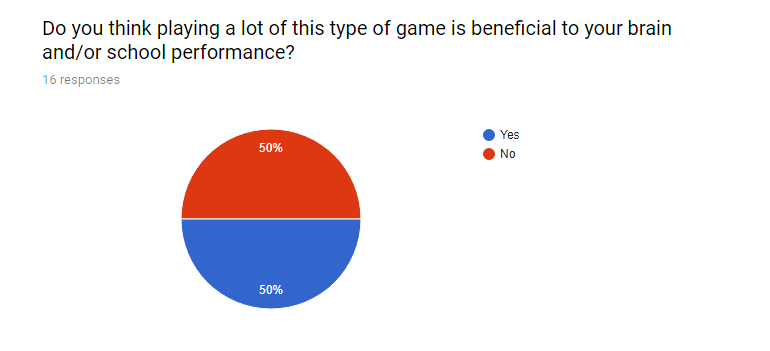 Do you think playing a lot of this type of game is beneficial to your brain
and/or school performance?
16 responses
50%
Yes
No
50%